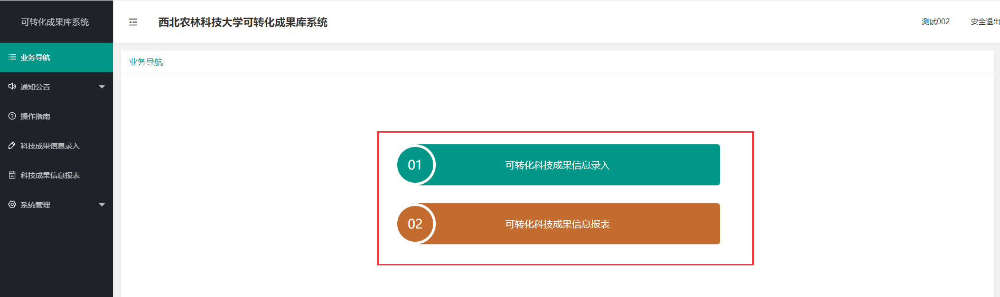 可转化成果库系统
西北农林科技大学可转化成果库系统
测试002
安全退出
业务导航
通知公告
操作指南
科技成果信息录入
科技成果信息报表
系统管理
业务导航
01
可转化科技成果信息录入
02
可转化科技成果信息报表